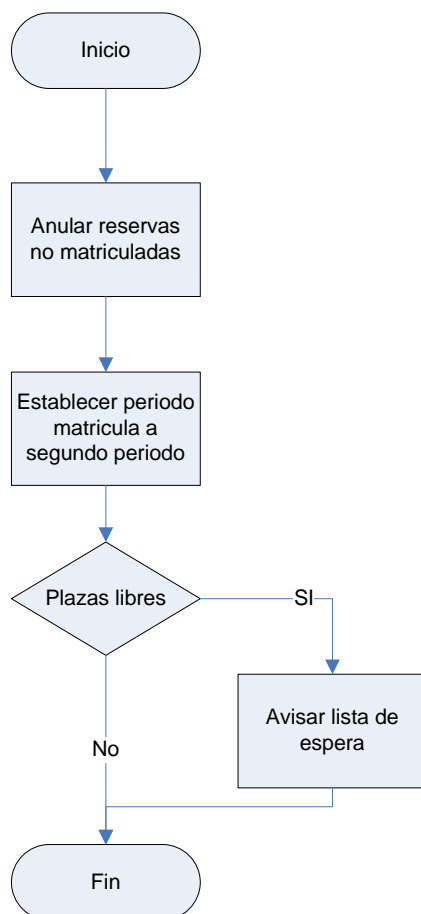 Inicio
Anular reservas
no matriculadas
Establecer periodo
matricula a
segundo periodo
Plazas libres
SI
Avisar lista de
espera
No
Fin